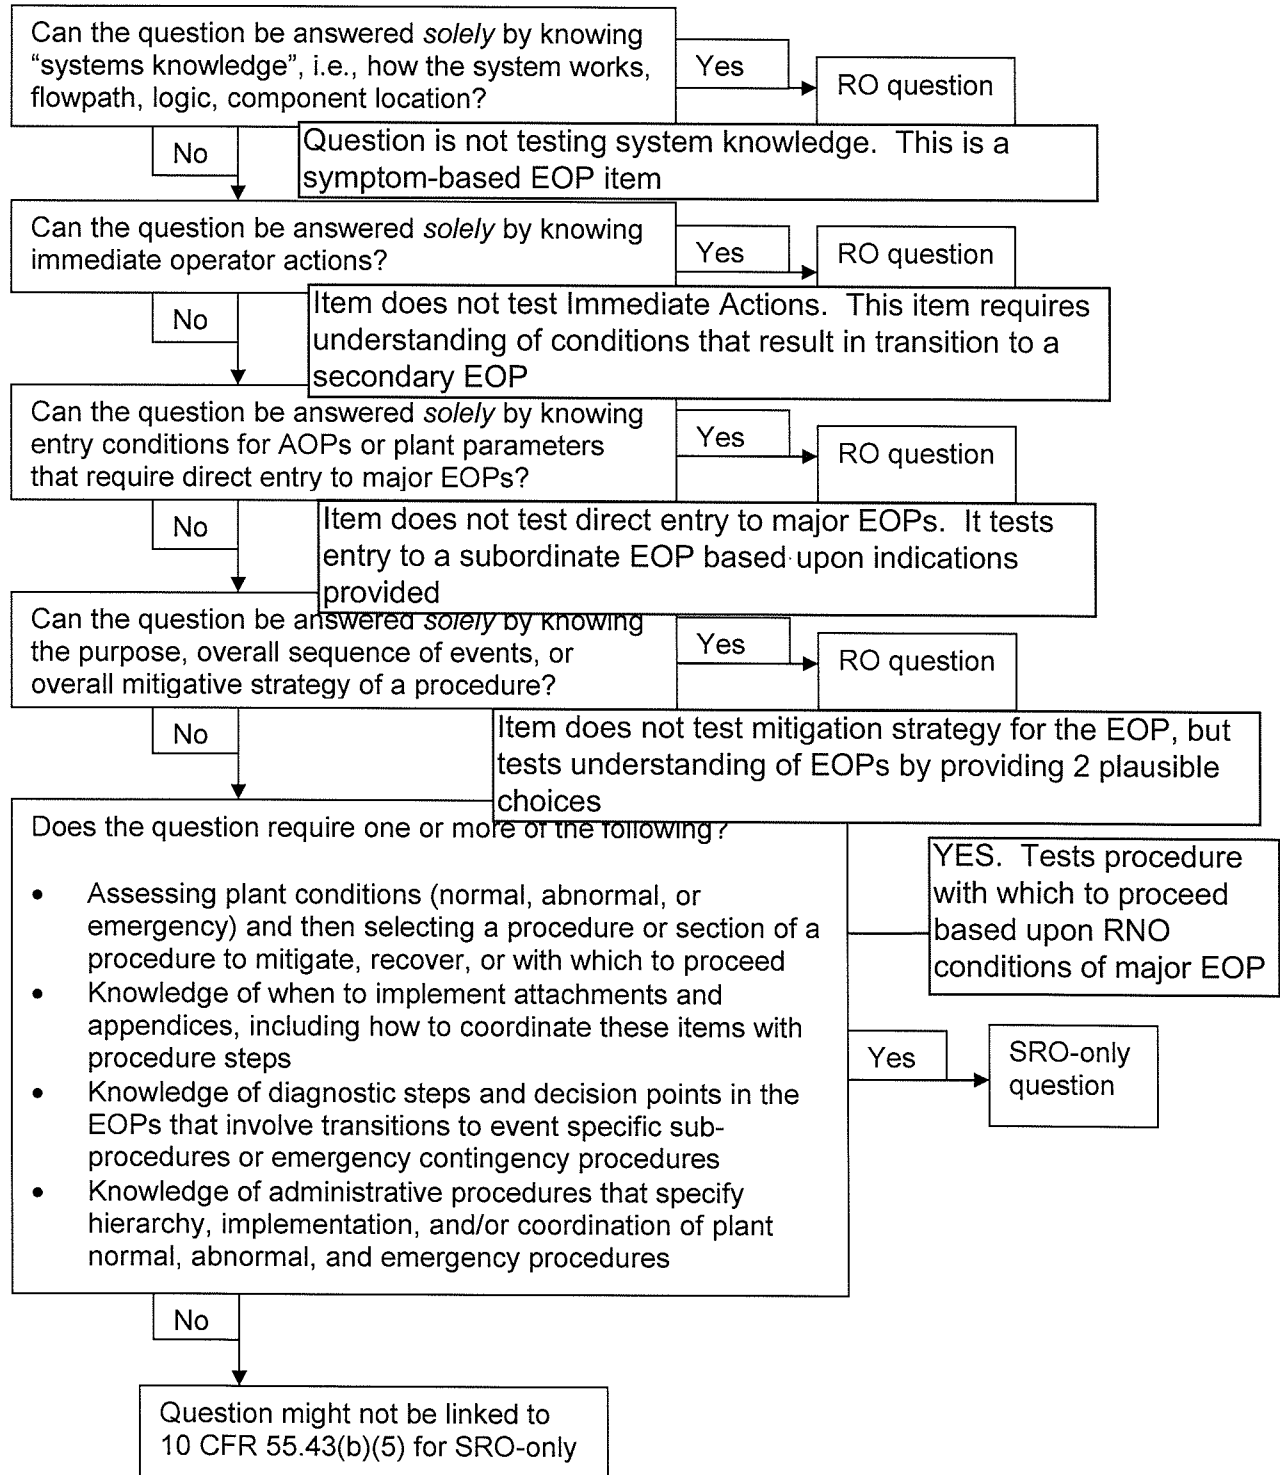 Can the question be answered solely by knowing
“systems knowledge”, i.e., how the system works,
flowpath, logic, component location?
Yes
RO question
No
Question is not testing system knowledge.  This is a
symptom-based EOP item
Can the question be answered solely by knowing
immediate operator actions?
Yes
RO question
No
Item does not test Immediate Actions.  This item requires
understanding of conditions that result in transition to a
secondary EOP
Can the question be answered solely by knowing
entry conditions for AOPs or plant parameters
that require direct entry to major EOPs?
Yes
RO question
No
Item does not test direct entry to major EOPs.  It tests
entry to a subordinate EOP based upon indications
provided
Can the question be answered solely by knowing
the purpose, overall sequence of events, or
overall mitigative strategy of a procedure?
Yes
RO question
No
Item does not test mitigation strategy for the EOP, but
tests understanding of EOPs by providing 2 plausible
choices
Does the question require one or more of the following?
• Assessing plant conditions (normal, abnormal, or
emergency) and then selecting a procedure or section of a
procedure to mitigate, recover, or with which to proceed
• Knowledge of when to implement attachments and
appendices, including how to coordinate these items with
procedure steps
• Knowledge of diagnostic steps and decision points in the
EOPs that involve transitions to event specific sub-
procedures or emergency contingency procedures
• Knowledge of administrative procedures that specify
hierarchy, implementation, and/or coordination of plant
normal, abnormal, and emergency procedures
YES.  Tests procedure
with which to proceed
based upon RNO
conditions of major EOP
Yes
SRO-only
question
No
Question might not be linked to
10 CFR 55.43(b)(5) for SRO-only